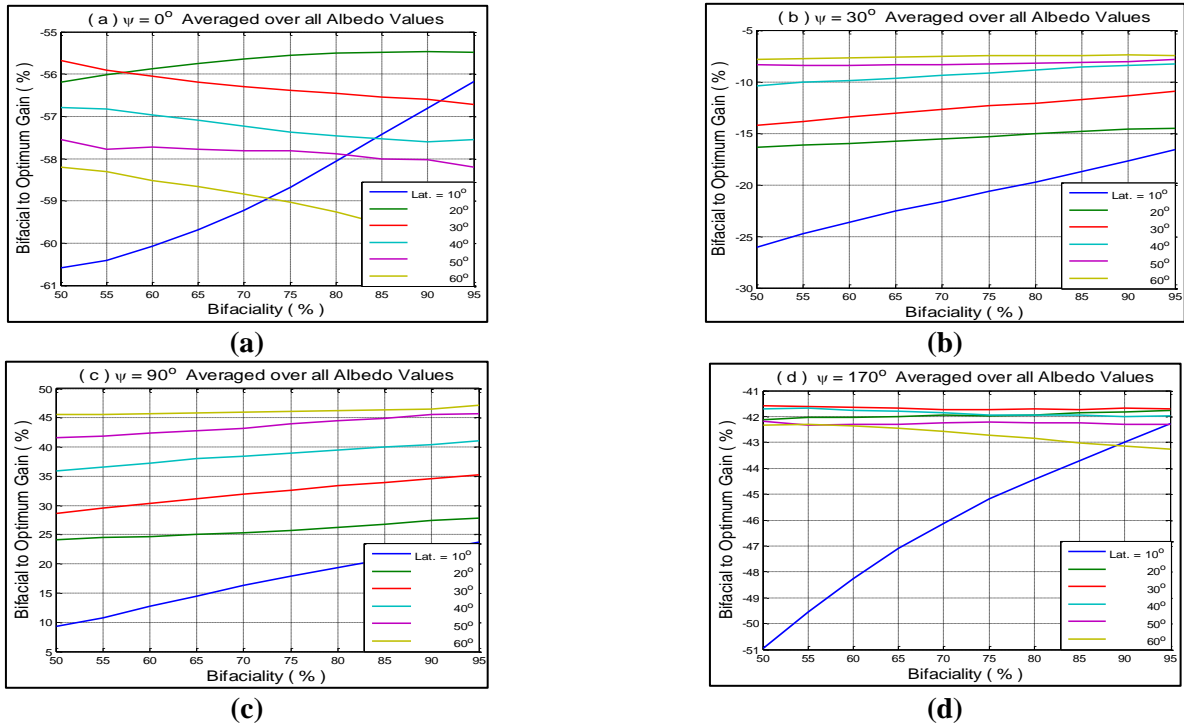 ( a ) ψ = 0° Averaged over all Albedo Values
Bifacial to Optimum Gain ( % )
-55
-56
-57
-58
-59
-60
-61
Lat. = 10°
20°
30°
40°
50°
60°
50 55 60 65 70 75 80 85 90 95
Bifaciality ( % )
(a)
( b ) ψ = 30° Averaged over all Albedo Values
Bifacial to Optimum Gain ( % )
-5
-10
-15
-20
-25
-30
Lat. = 10°
20°
30°
40°
50°
60°
50 55 60 65 70 75 80 85 90 95
Bifaciality ( % )
(b)
( c ) ψ = 90° Averaged over all Albedo Values
Bifacial to Optimum Gain ( % )
50
45
40
35
30
25
20
15
10
5
Lat. = 10°
20°
30°
40°
50°
60°
50 55 60 65 70 75 80 85 90 95
Bifaciality ( % )
(c)
(d) ψ = 170° Averaged over all Albedo Values
Bifacial to Optimum Gain ( % )
-41
-42
-43
-44
-45
-46
-47
-48
-49
-50
-51
Lat. = 10°
20°
30°
40°
50°
60°
50 55 60 65 70 75 80 85 90 95
Bifaciality ( % )
(d)